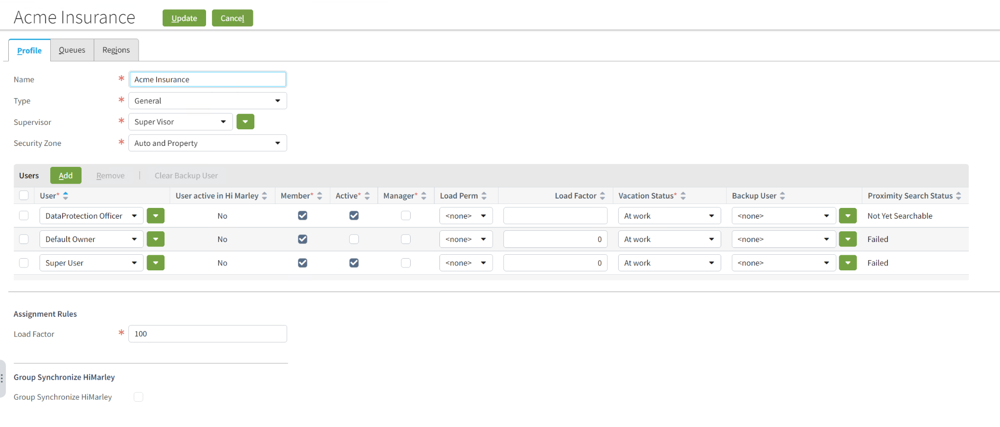 Acme Insurance Update Cancel
Profile Queues Regions
Name * Acme Insurance
Type * General
Supervisor * Super Visor
Security Zone * Auto and Property
Users Add Remove | Clear Backup User
User* User active in Hi Marley Member* Active* Manager* Load Perm Load Factor Vacation Status* Backup User Proximity Search Status
DataProtection Officer No <none> At work <none> Not Yet Searchable
Default Owner No <none> 0 At work <none> Failed
Super User No <none> 0 At work <none> Failed
Assignment Rules
Load Factor * 100
Group Synchronize HiMarley
Group Synchronize HiMarley